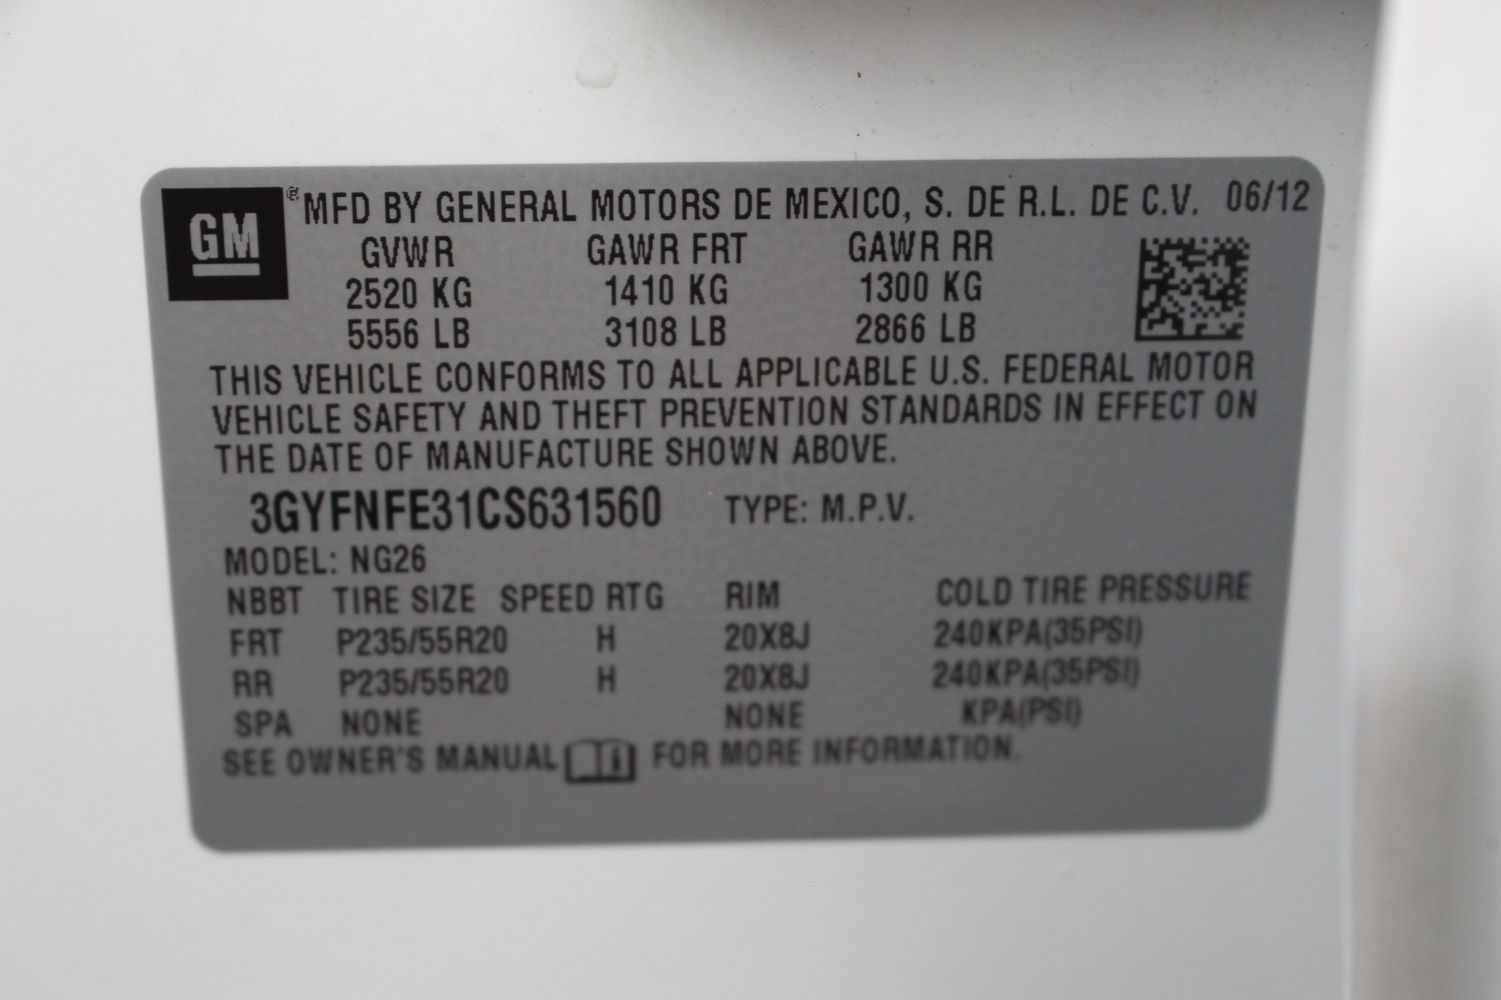 GM ® MFD BY GENERAL MOTORS DE MEXICO, S. DE R.L. DE C.V. 06/12
GVWR GAWR FRT GAWR RR
2520 KG 1410 KG 1300 KG
5556 LB 3108 LB 2866 LB
THIS VEHICLE CONFORMS TO ALL APPLICABLE U.S. FEDERAL MOTOR
VEHICLE SAFETY AND THEFT PREVENTION STANDARDS IN EFFECT ON
THE DATE OF MANUFACTURE SHOWN ABOVE.
3GYFNFE31CS631560 TYPE: M.P.V.
MODEL: NG26
NBBT TIRE SIZE SPEED RTG RIM COLD TIRE PRESSURE
FRT P235/55R20 H 20X8J 240KPA(35PSI)
RR P235/55R20 H 20X8J 240KPA(35PSI)
SPA NONE NONE KPA(PSI)
SEE OWNER'S MANUAL i FOR MORE INFORMATION.